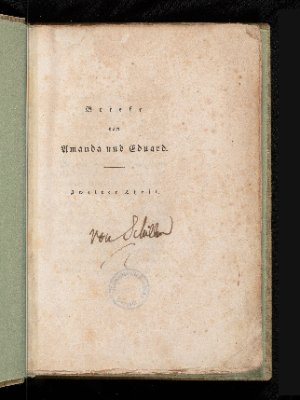 Briefe
von
Amanda und Eduard.
Zweiter Theil.
von Schiller